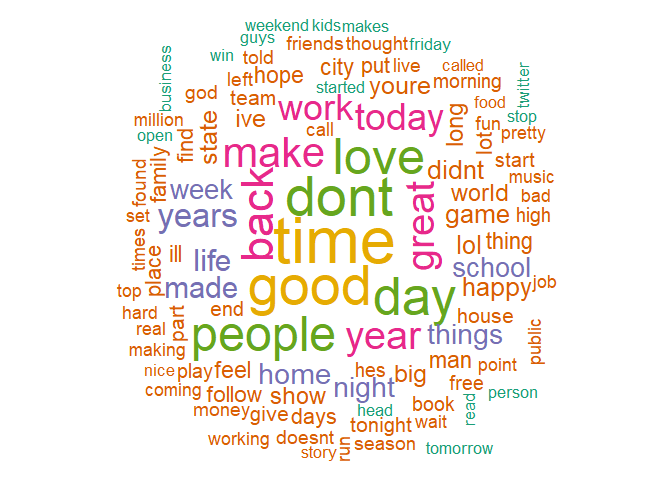 weekend kids makes
guys friends thought friday
win told city put live called
business left hope youre morning twitter
god team started food
million ive work today long stop
open state call fun pretty
find make love lot
family didnt start
found week back dont great world music
set years game bad high
times ill time lol thing
place life school
top made good day happy job
hard part end house
real people year things public
making man point
nice play feel hes big free
coming home night person
follow show book read
money give days head wait
working doesnt tonight
run season tomorrow
story